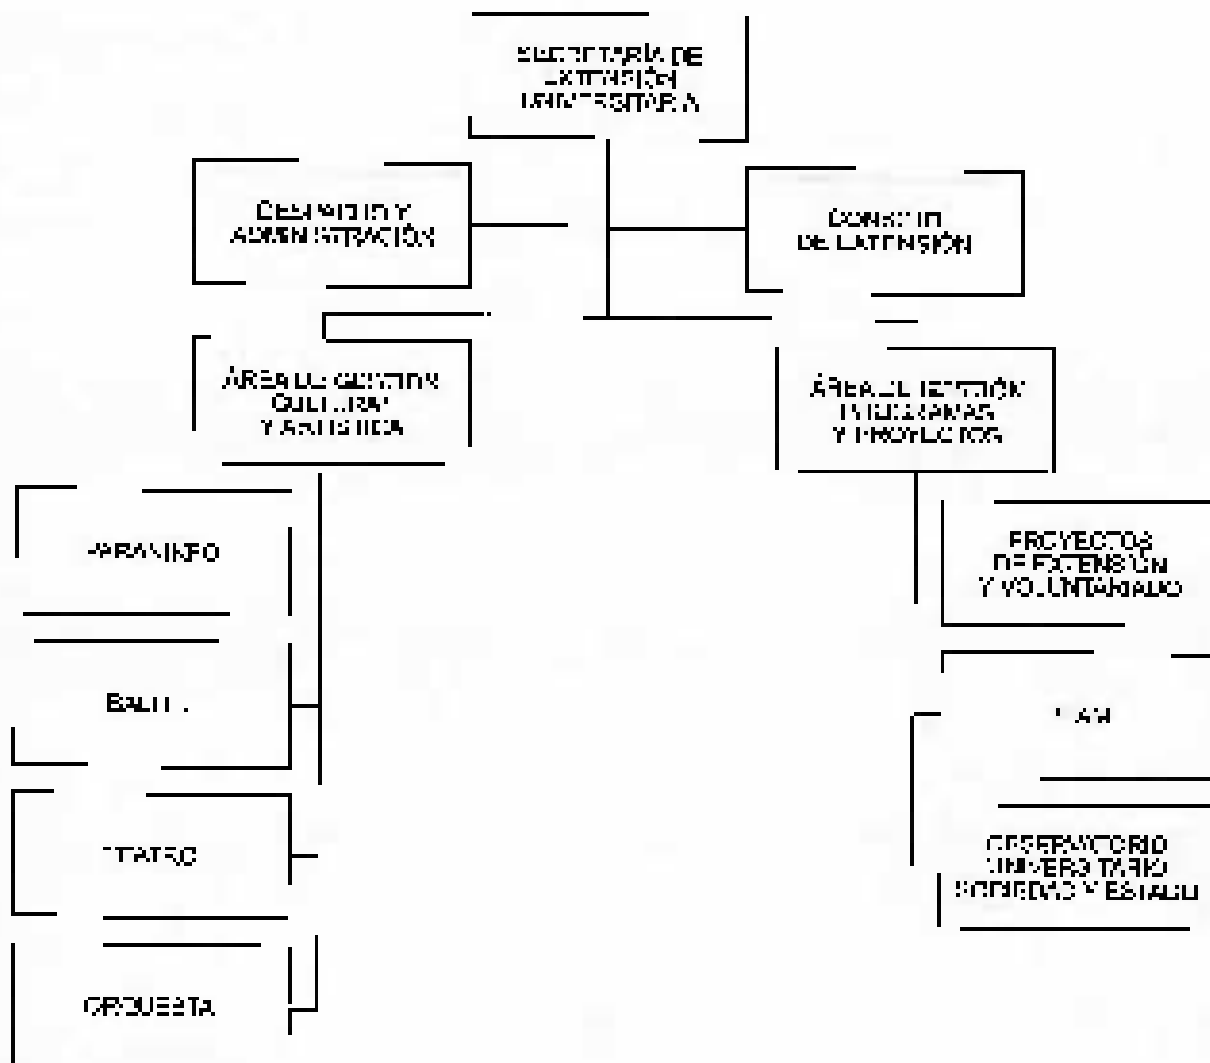 SECRETARÍA DE
EXTENSIÓN
UNIVERSITARIA
DESPACHO Y
ADMINISTRACIÓN
CONSEJO
DE EXTENSIÓN
ÁREA DE GESTIÓN
CULTURAL
Y ARTÍSTICA
ÁREA DE GESTIÓN
PROGRAMAS
Y PROYECTOS
PARANINFO
PROYECTOS
DE EXTENSIÓN
Y VOLUNTARIADO
BALLET
TEATRO
OBSERVATORIO
UNIVERSITARIO
SOCIEDAD Y ESTADO
ORQUESTA